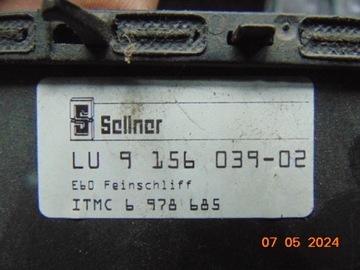 Sellner
LU 9 156 039-02
E60 Feinschliff
ITMC 6 978 685
07 05 2024